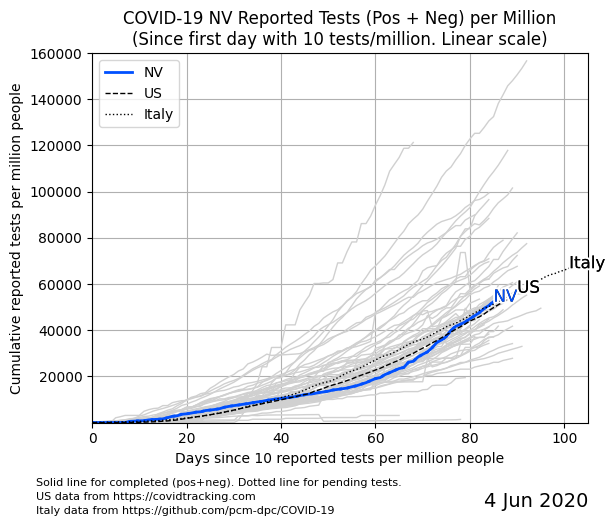 COVID-19 NV Reported Tests (Pos + Neg) per Million
(Since first day with 10 tests/million. Linear scale)
Cumulative reported tests per million people
160000
140000
120000
100000
80000
60000
40000
20000
NV
US
Italy
NV
US
Italy
0
20
40
60
80
100
Days since 10 reported tests per million people
Solid line for completed (pos+neg). Dotted line for pending tests.
US data from https://covidtracking.com
Italy data from https://github.com/pcm-dpc/COVID-19
4 Jun 2020